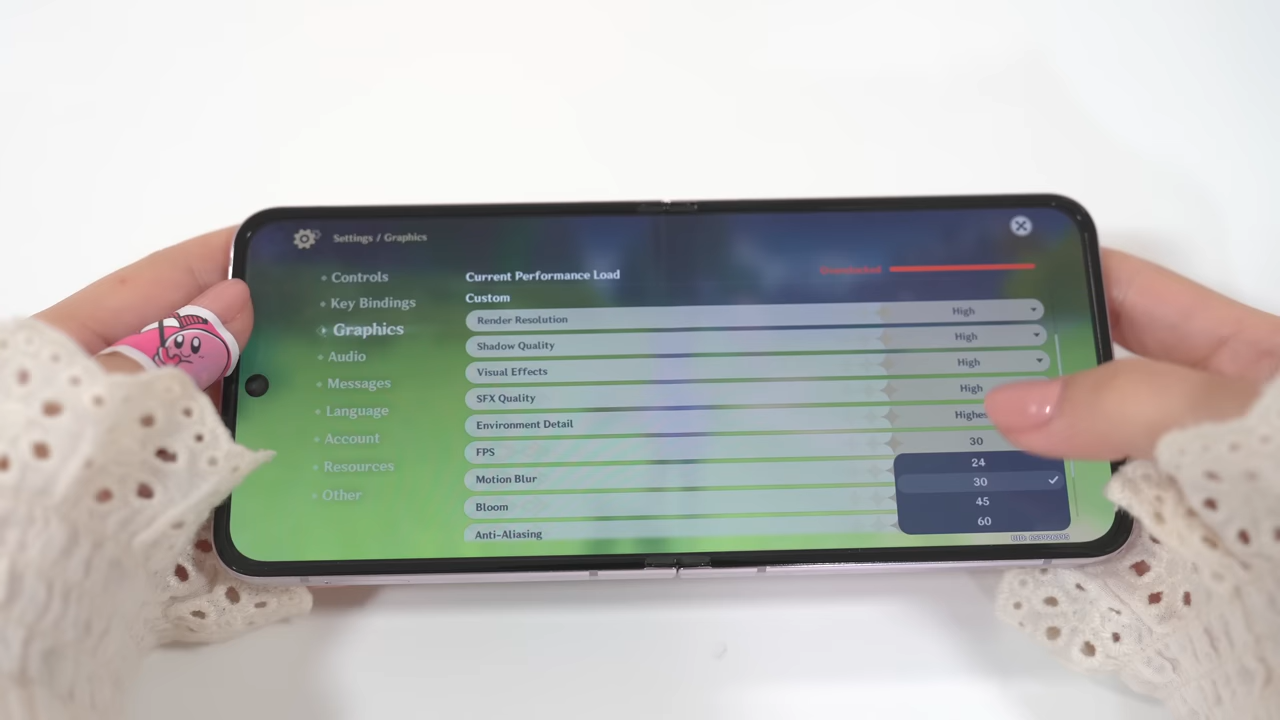 Settings / Graphics
Controls
Key Bindings
Graphics
Audio
Messages
Language
Account
Resources
Other
Current Performance Load
Custom
Render Resolution High
Shadow Quality High
Visual Effects High
SFX Quality High
Environment Detail
FPS 30
24
30
45
60
Motion Blur
Bloom
Anti-Aliasing